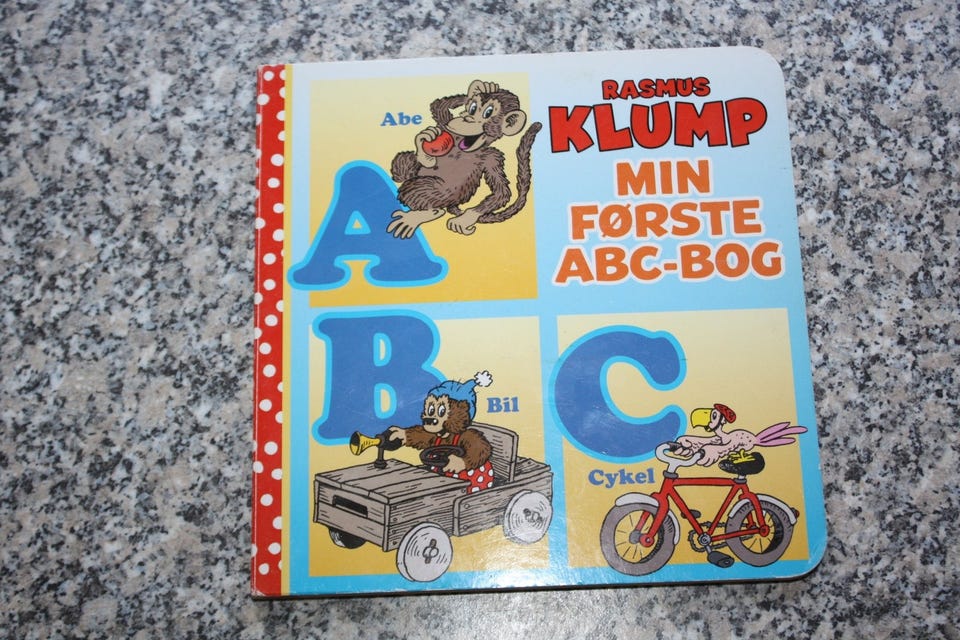 Abe
A
RASMUS
KLUMP
MIN
FØRSTE
ABC-BOG
B
Bil
C
Cykel